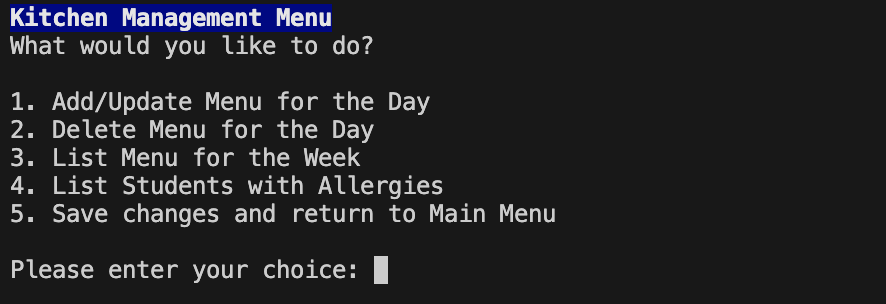 Kitchen Management Menu
What would you like to do?
1. Add/Update Menu for the Day
2. Delete Menu for the Day
3. List Menu for the Week
4. List Students with Allergies
5. Save changes and return to Main Menu
Please enter your choice: